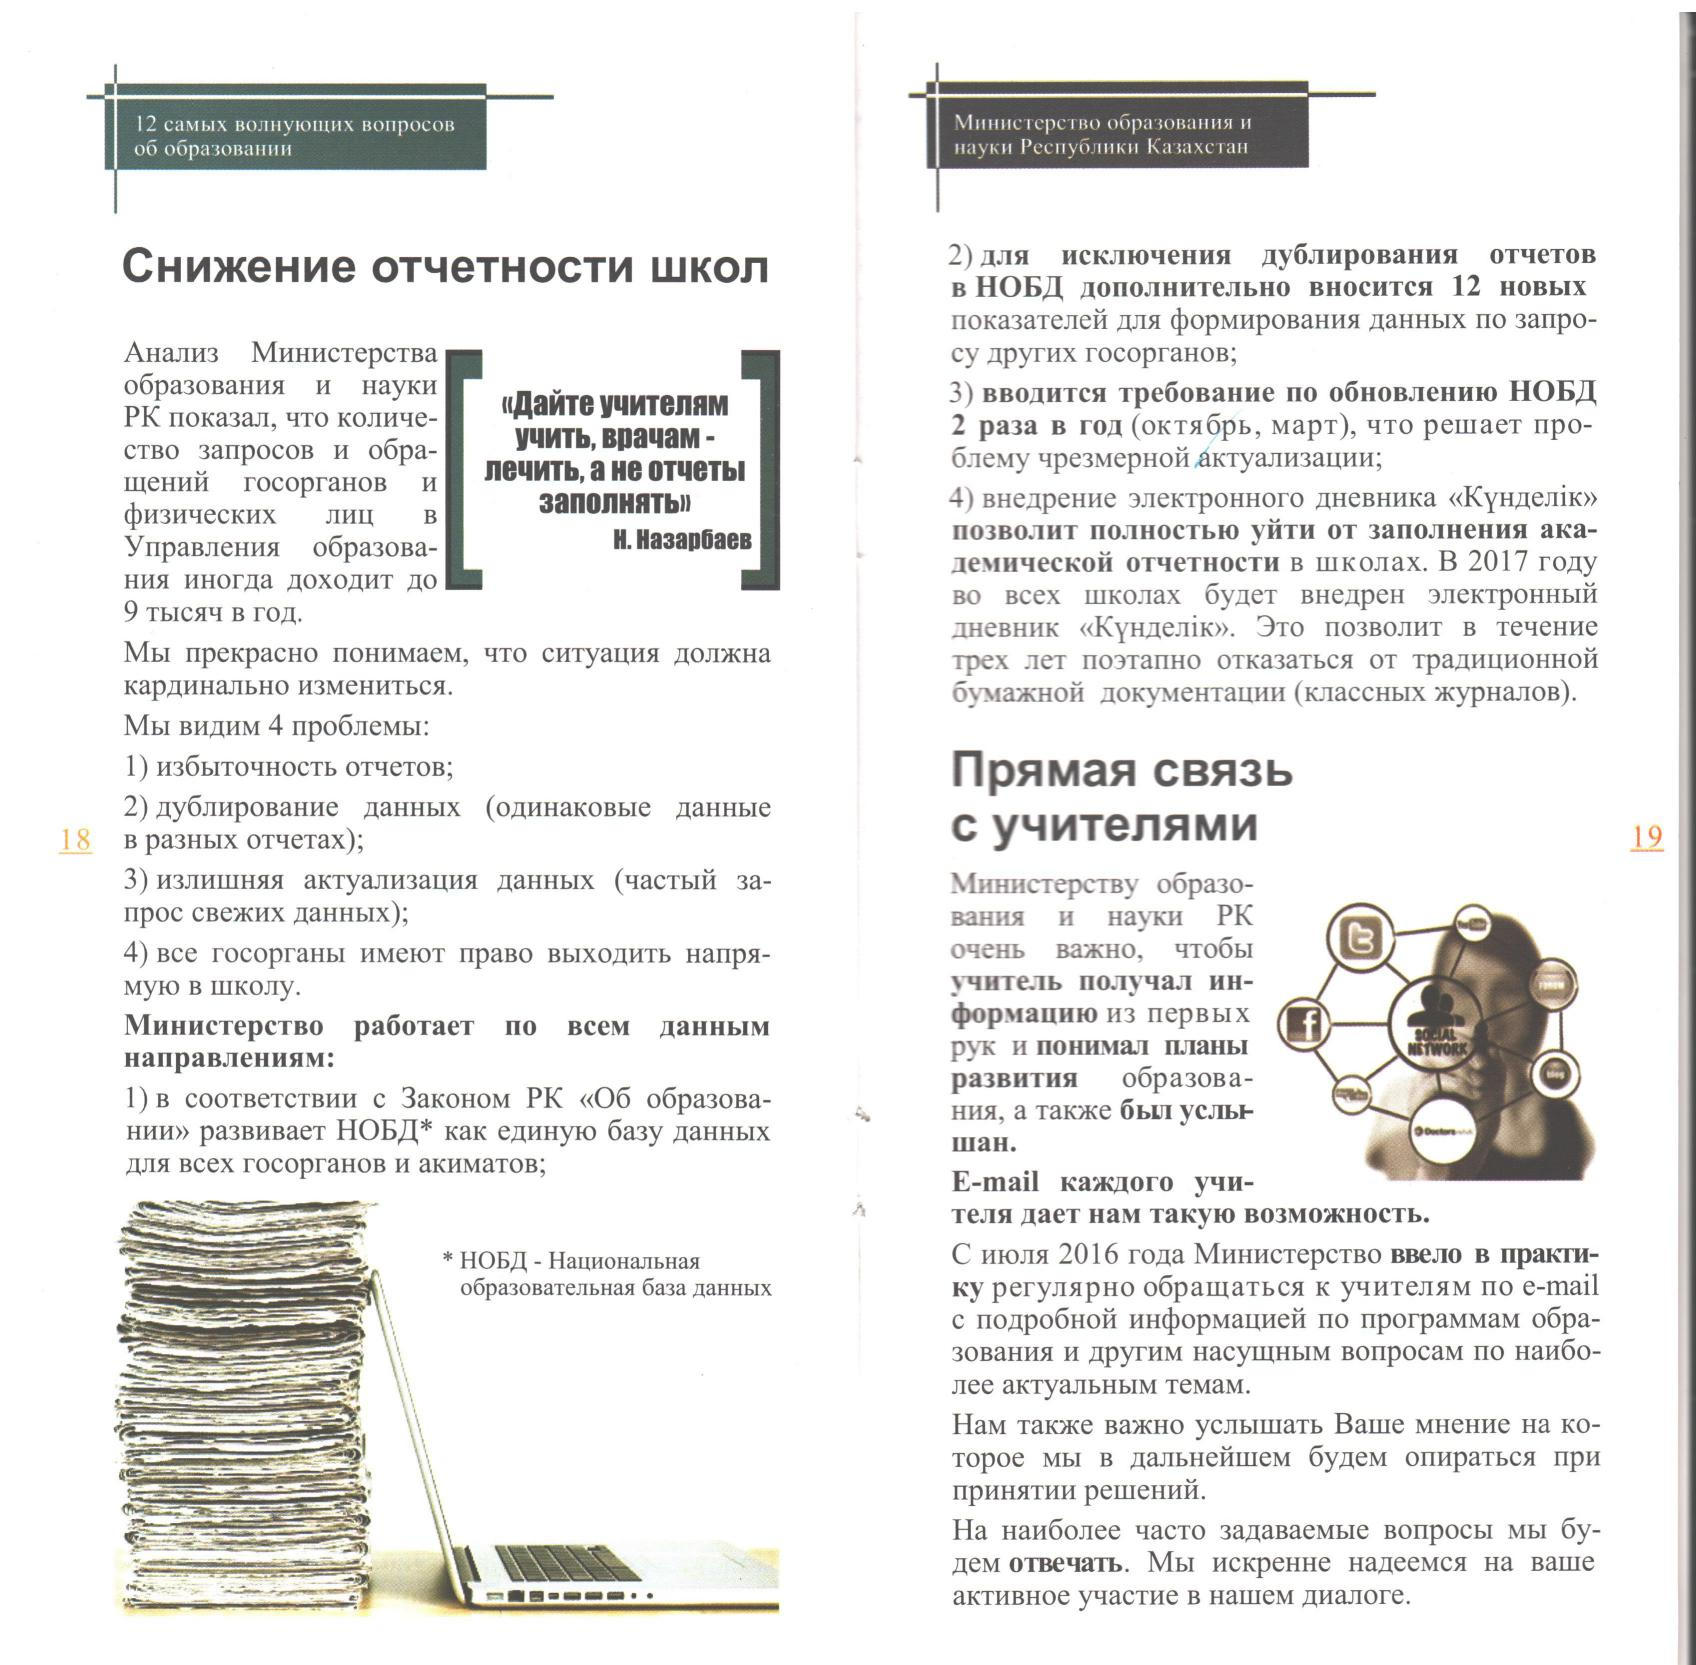 12 самых волнующих вопросов
об образовании
Снижение отчетности школ
Анализ Министерства
образования и науки
РК показал, что количе-
ство запросов и обра-
щений госорганов и
физических лиц в
Управления образова-
ния иногда доходит до
9 тысяч в год.
«Дайте учителям
учить, врачам -
лечить, а не отчеты
заполнять»
Н. Назарбаев
Мы прекрасно понимаем, что ситуация должна
кардинально измениться.
Мы видим 4 проблемы:
1) избыточность отчетов;
2) дублирование данных (одинаковые данные
в разных отчетах);
3) излишняя актуализация данных (частый за-
прос свежих данных);
4) все госорганы имеют право выходить напря-
мую в школу.
Министерство работает по всем данным
направлениям:
1) в соответствии с Законом РК «Об образова-
нии» развивает НОБД* как единую базу данных
для всех госорганов и акиматов;
* НОБД - Национальная
образовательная база данных
18
Министерство образования и
науки Республики Казахстан
2) для исключения дублирования отчетов
в НОБД дополнительно вносится 12 новых
показателей для формирования данных по запро-
су других госорганов;
3) вводится требование по обновлению НОБД
2 раза в год (октябрь, март), что решает про-
блему чрезмерной актуализации;
4) внедрение электронного дневника «Күнделік»
позволит полностью уйти от заполнения ака-
демической отчетности в школах. В 2017 году
во всех школах будет внедрен электронный
дневник «Күнделік». Это позволит в течение
трех лет поэтапно отказаться от традиционной
бумажной документации (классных журналов).
Прямая связь
с учителями
Министерству образо-
вания и науки РК
очень важно, чтобы
учитель получал ин-
формацию из первых
рук и понимал планы
развития образова-
ния, а также был услы-
шан.
E-mail каждого учи-
теля дает нам такую возможность.
YouTube
FORUM
SOCIAL
NETWORK
blog
С июля 2016 года Министерство ввело в практи-
ку регулярно обращаться к учителям по e-mail
с подробной информацией по программам обра-
зования и другим насущным вопросам по наибо-
лее актуальным темам.
Нам также важно услышать Ваше мнение на ко-
торое мы в дальнейшем будем опираться при
принятии решений.
На наиболее часто задаваемые вопросы мы бу-
дем отвечать. Мы искренне надеемся на ваше
активное участие в нашем диалоге.
19